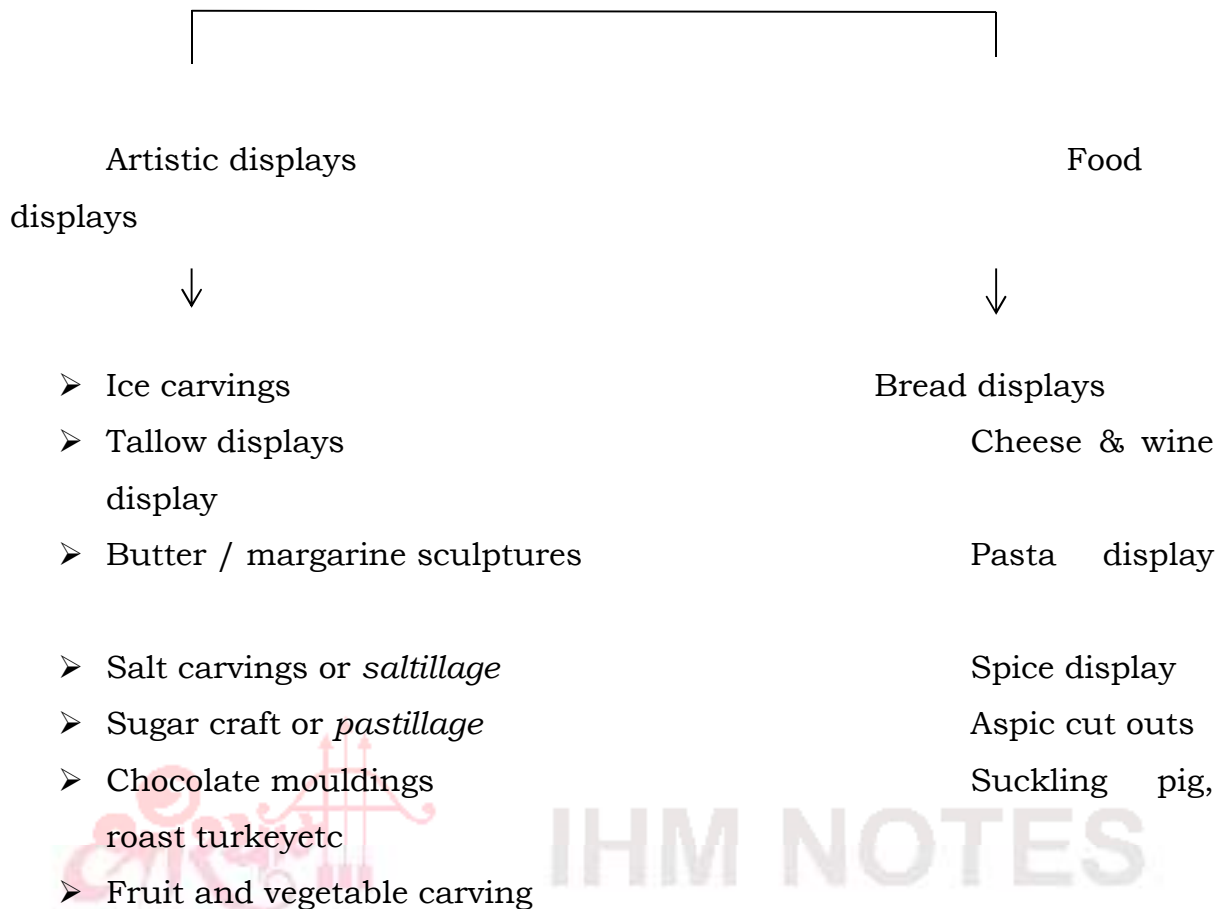 Artistic displays Food
displays
➢ Ice carvings Bread displays
➢ Tallow displays Cheese & wine
display
➢ Butter / margarine sculptures Pasta display
➢ Salt carvings or saltillage Spice display
➢ Sugar craft or pastillage Aspic cut outs
➢ Chocolate mouldings Suckling pig,
roast turkeyetc
IHM NOTES
➢ Fruit and vegetable carving